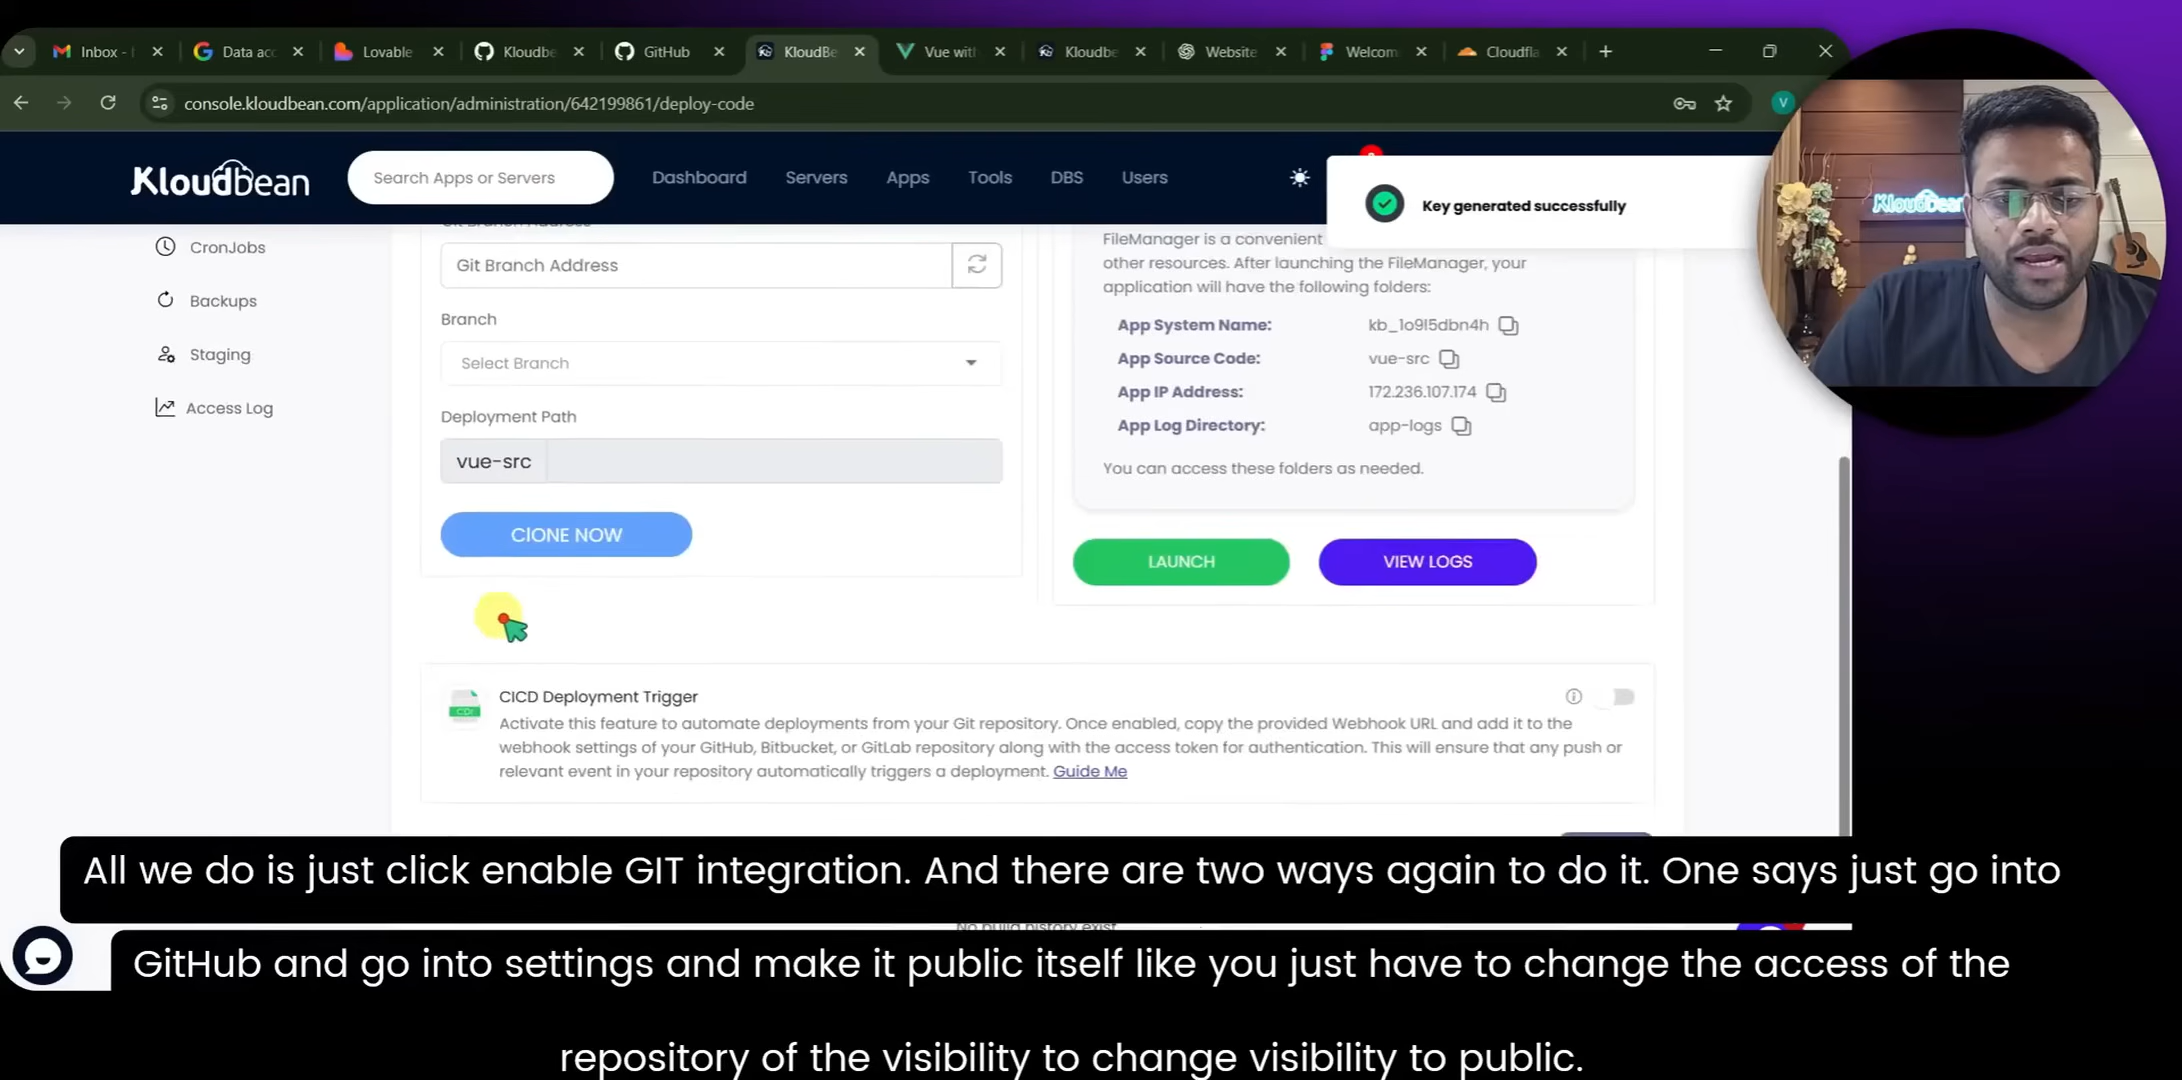 Inbox - f
Data acc
Lovable
Kloudbe
GitHub
KloudBe
Vue with
Kloudbe
Website
Welcom
Cloudfla
console.kloudbean.com/application/administration/642199861/deploy-code
V
Kloudbean
Search Apps or Servers
Dashboard
Servers
Apps
Tools
DBS
Users
Key generated successfully
Kloudbean
CronJobs
Backups
Staging
Access Log
Git Branch Address
Git Branch Address
Branch
Select Branch
Deployment Path
vue-src
ClONE NOW
FileManager is a convenient
other resources. After launching the FileManager, your
application will have the following folders:
App System Name: kb_1o9l5dbn4h
App Source Code: vue-src
App IP Address: 172.236.107.174
App Log Directory: app-logs
You can access these folders as needed.
LAUNCH
VIEW LOGS
CICD Deployment Trigger
Activate this feature to automate deployments from your Git repository. Once enabled, copy the provided Webhook URL and add it to the
webhook settings of your GitHub, Bitbucket, or GitLab repository along with the access token for authentication. This will ensure that any push or
relevant event in your repository automatically triggers a deployment. Guide Me
All we do is just click enable GIT integration. And there are two ways again to do it. One says just go into
No build history exist
GitHub and go into settings and make it public itself like you just have to change the access of the
repository of the visibility to change visibility to public.